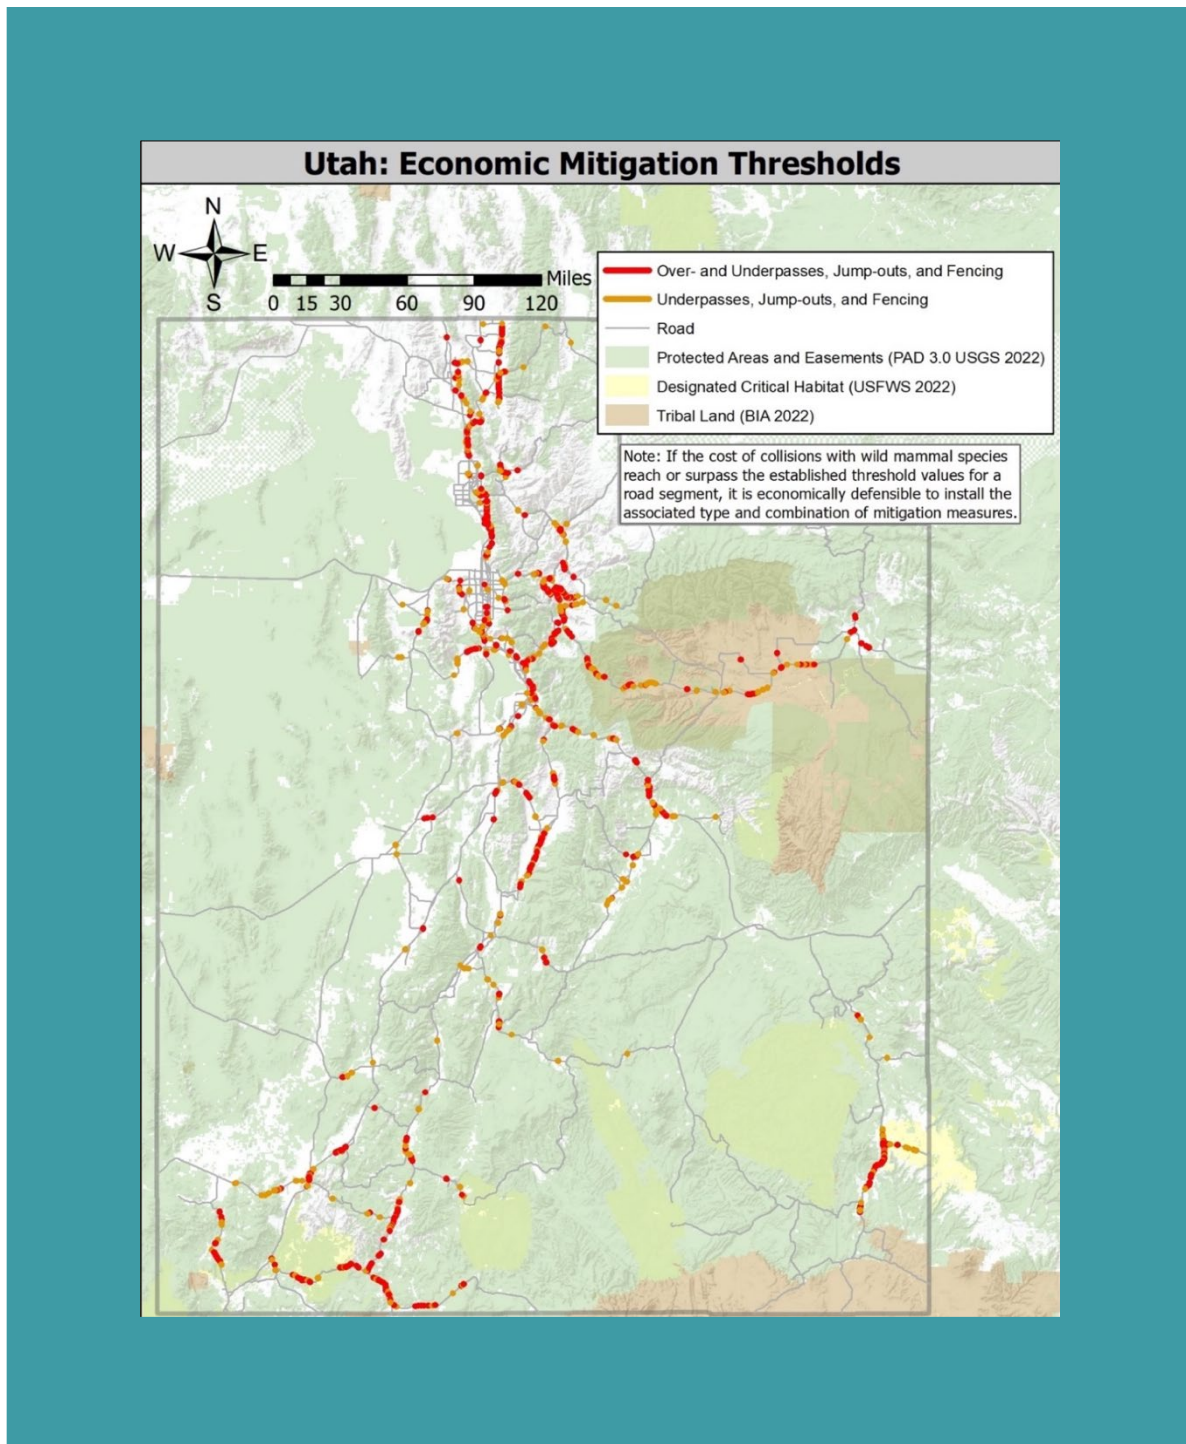 Utah: Economic Mitigation Thresholds
N
W E
S
Miles
0 15 30 60 90 120
Over- and Underpasses, Jump-outs, and Fencing
Underpasses, Jump-outs, and Fencing
Road
Protected Areas and Easements (PAD 3.0 USGS 2022)
Designated Critical Habitat (USFWS 2022)
Tribal Land (BIA 2022)
Note: If the cost of collisions with wild mammal species
reach or surpass the established threshold values for a
road segment, it is economically defensible to install the
associated type and combination of mitigation measures.